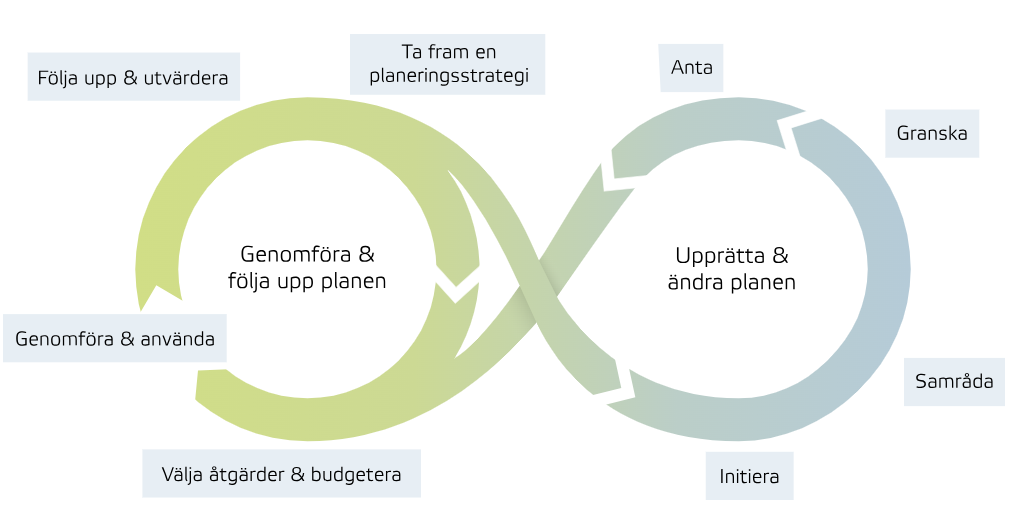 Följa upp & utvärdera
Ta fram en
planeringsstrategi
Anta
Granska
Genomföra &
följa upp planen
Upprätta &
ändra planen
Genomföra & använda
Samråda
Välja åtgärder & budgetera
Initiera